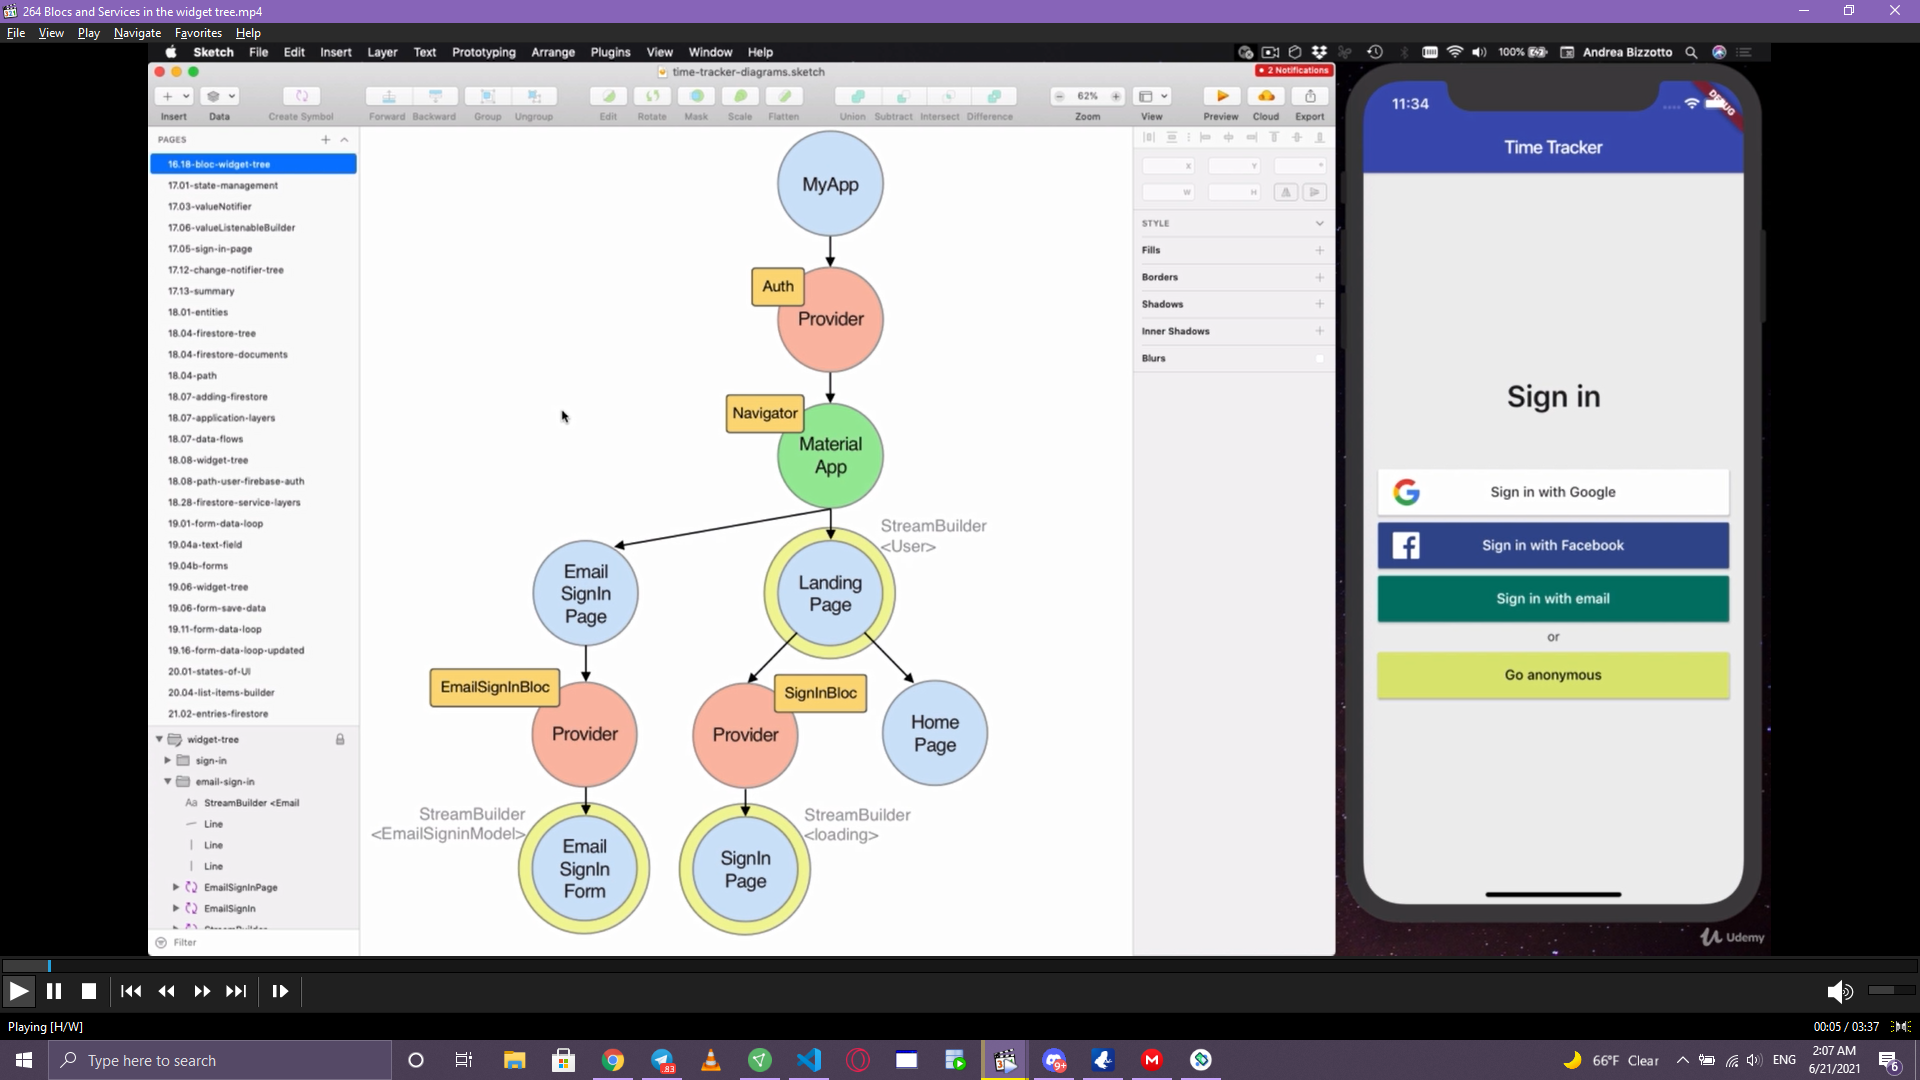 264 Blocs and Services in the widget tree.mp4
File View Play Navigate Favorites Help
Sketch File Edit Insert Layer Text Prototyping Arrange Plugins View Window Help
100% Andrea Bizzotto
time-tracker-diagrams.sketch
2 Notifications
62%
Insert Data Create Symbol Forward Backward Group Ungroup Edit Rotate Mask Scale Flatten Union Subtract Intersect Difference Zoom View Preview Cloud Export
PAGES
16.18-bloc-widget-tree
17.01-state-management
17.03-valueNotifier
17.06-valueListenableBuilder
17.05-sign-in-page
17.12-change-notifier-tree
17.13-summary
18.01-entities
18.04-firestore-tree
18.04-firestore-documents
18.04-path
18.07-adding-firestore
18.07-application-layers
18.07-data-flows
18.08-widget-tree
18.08-path-user-firebase-auth
18.28-firestore-service-layers
19.01-form-data-loop
19.04a-text-field
19.04b-forms
19.06-widget-tree
19.06-form-save-data
19.11-form-data-loop
19.16-form-data-loop-updated
20.01-states-of-UI
20.04-list-items-builder
21.02-entries-firestore
widget-tree
sign-in
email-sign-in
Aa StreamBuilder <Email
Line
Line
Line
EmailSignInPage
EmailSignIn
StreamBuilder
Filter
MyApp
Auth
Provider
Navigator
Material
App
StreamBuilder
<User>
Email
SignIn
Page
Landing
Page
EmailSignInBloc
Provider
SignInBloc
Provider
Home
Page
StreamBuilder
<EmailSigninModel>
Email
SignIn
Form
StreamBuilder
<loading>
SignIn
Page
X Y °
W H
STYLE
Fills
Borders
Shadows
Inner Shadows
Blurs
11:34
DEBUG
Time Tracker
Sign in
Sign in with Google
Sign in with Facebook
Sign in with email
or
Go anonymous
Udemy
Playing [H/W]
00:05 / 03:37
Type here to search
.83
9+
66°F Clear
ENG
2:07 AM
6/21/2021
6